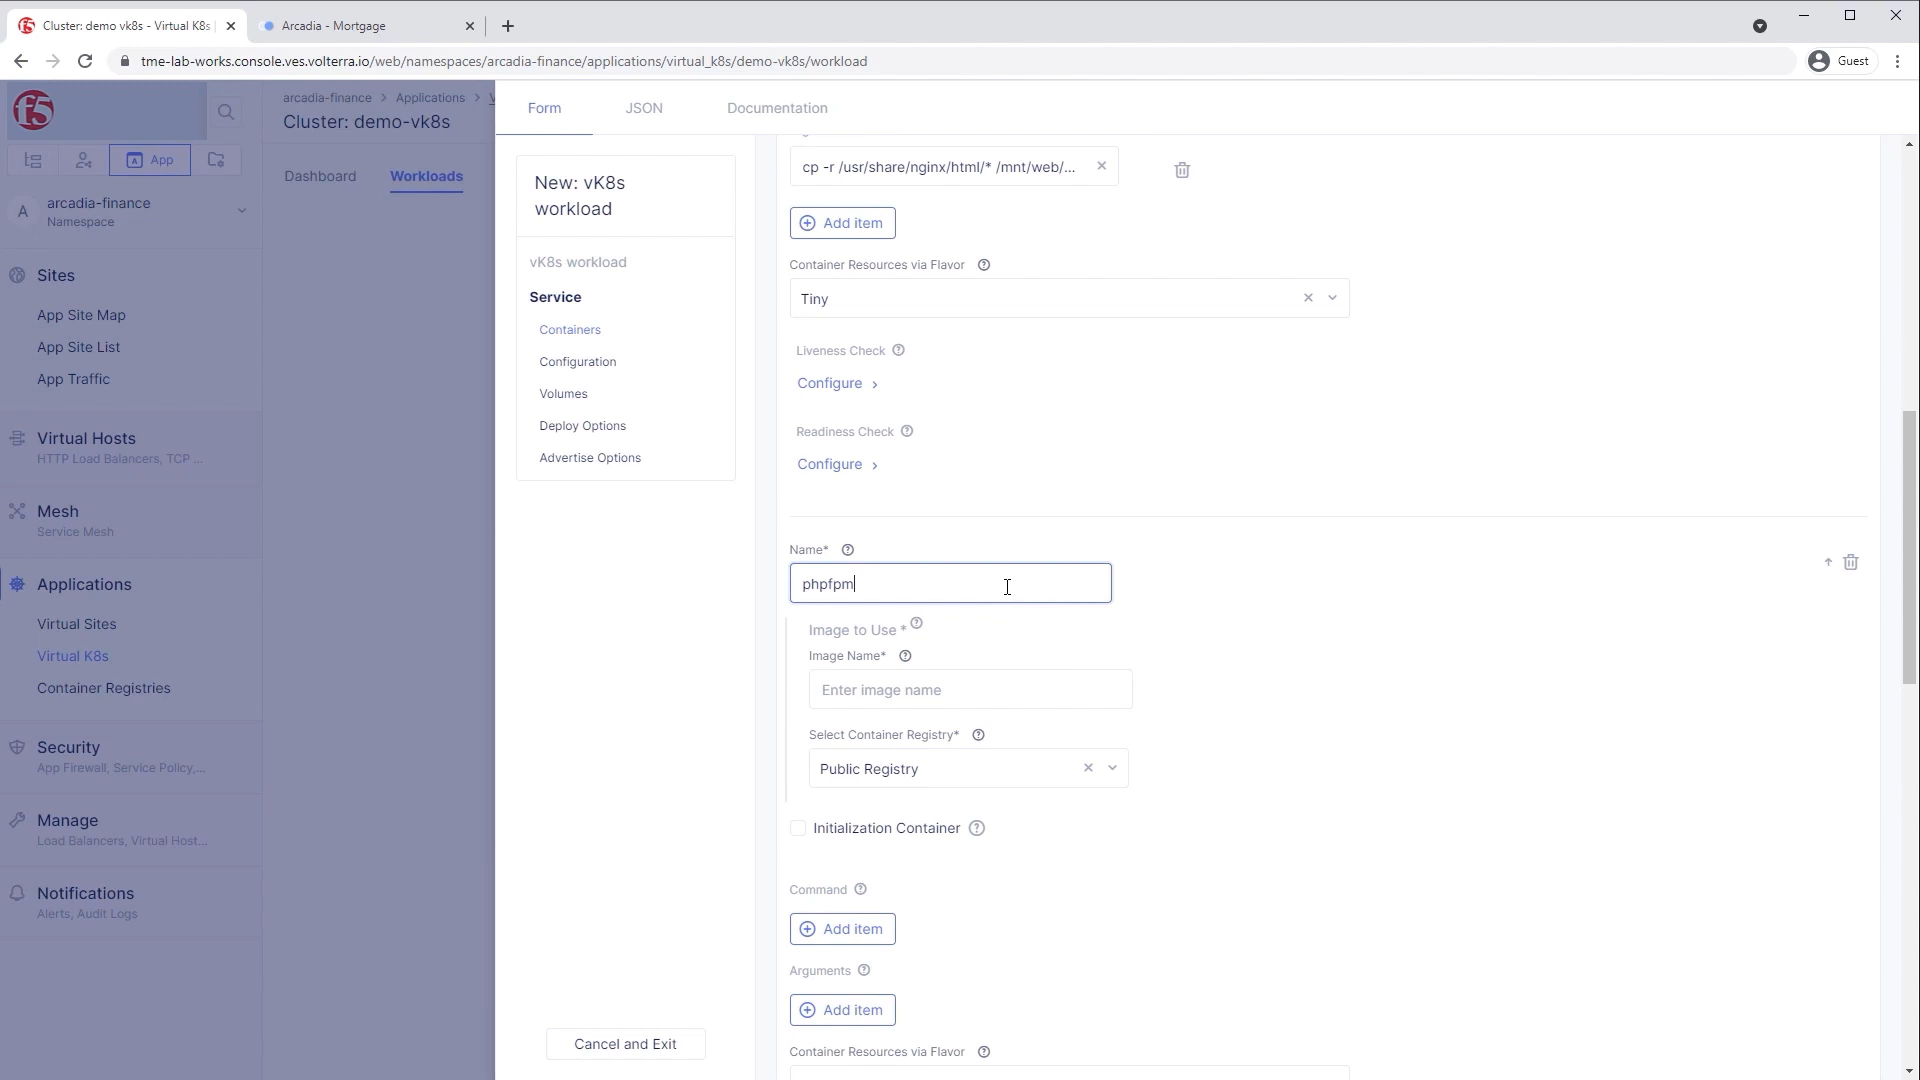 Cluster: demo vk8s - Virtual K8s
Arcadia - Mortgage
tme-lab-works.console.ves.volterra.io/web/namespaces/arcadia-finance/applications/virtual_k8s/demo-vk8s/workload
Guest
f5
App
A
arcadia-finance
Namespace
Sites
App Site Map
App Site List
App Traffic
Virtual Hosts
HTTP Load Balancers, TCP ...
Mesh
Service Mesh
Applications
Virtual Sites
Virtual K8s
Container Registries
Security
App Firewall, Service Policy,...
Manage
Load Balancers, Virtual Host...
Notifications
Alerts, Audit Logs
arcadia-finance > Applications > V
Cluster: demo-vk8s
Dashboard
Workloads
Form
JSON
Documentation
New: vK8s
workload
vK8s workload
Service
Containers
Configuration
Volumes
Deploy Options
Advertise Options
Cancel and Exit
cp -r /usr/share/nginx/html/* /mnt/web/...
Add item
Container Resources via Flavor
Tiny
Liveness Check
Configure
Readiness Check
Configure
Name*
phpfpm
Image to Use *
Image Name*
Enter image name
Select Container Registry*
Public Registry
Initialization Container
Command
Add item
Arguments
Add item
Container Resources via Flavor